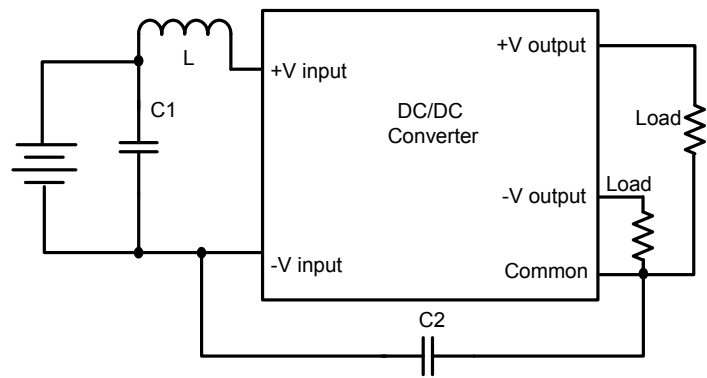 +V output
L
+V input
C1
DC/DC
Converter
Load
Load
-V output
-V input
Common
C2